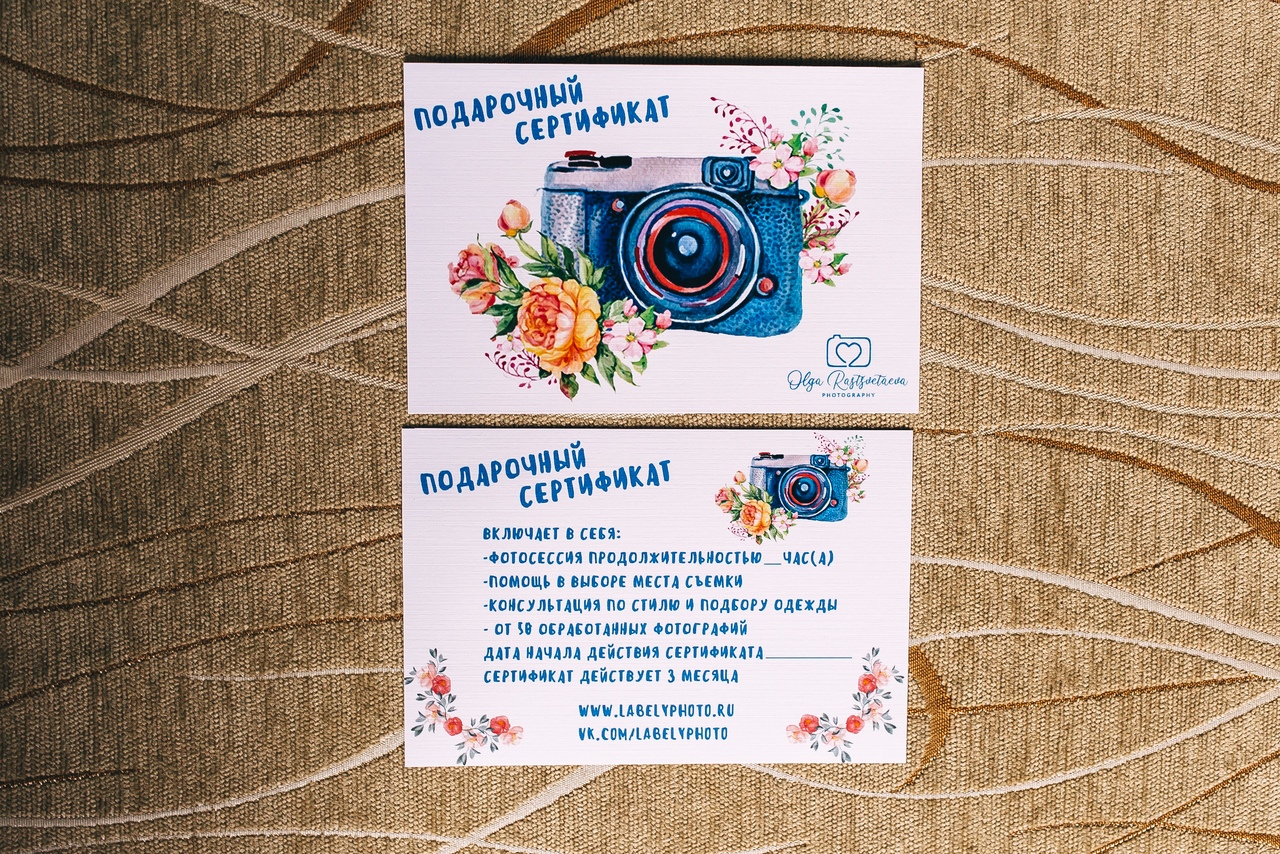 ПОДАРОЧНЫЙ
СЕРТИФИКАТ
Olga Rastsvetaeva
PHOTOGRAPHY
ПОДАРОЧНЫЙ
СЕРТИФИКАТ
ВКЛЮЧАЕТ В СЕБЯ:
-ФОТОСЕССИЯ ПРОДОЛЖИТЕЛЬНОСТЬЮ__ЧАС(А)
-ПОМОЩЬ В ВЫБОРЕ МЕСТА СЪЕМКИ
-КОНСУЛЬТАЦИЯ ПО СТИЛЮ И ПОДБОРУ ОДЕЖДЫ
- ОТ 50 ОБРАБОТАННЫХ ФОТОГРАФИЙ
ДАТА НАЧАЛА ДЕЙСТВИЯ СЕРТИФИКАТА__________
СЕРТИФИКАТ ДЕЙСТВУЕТ 3 МЕСЯЦА
WWW.LABELYPHOTO.RU
VK.COM/LABELYPHOTO